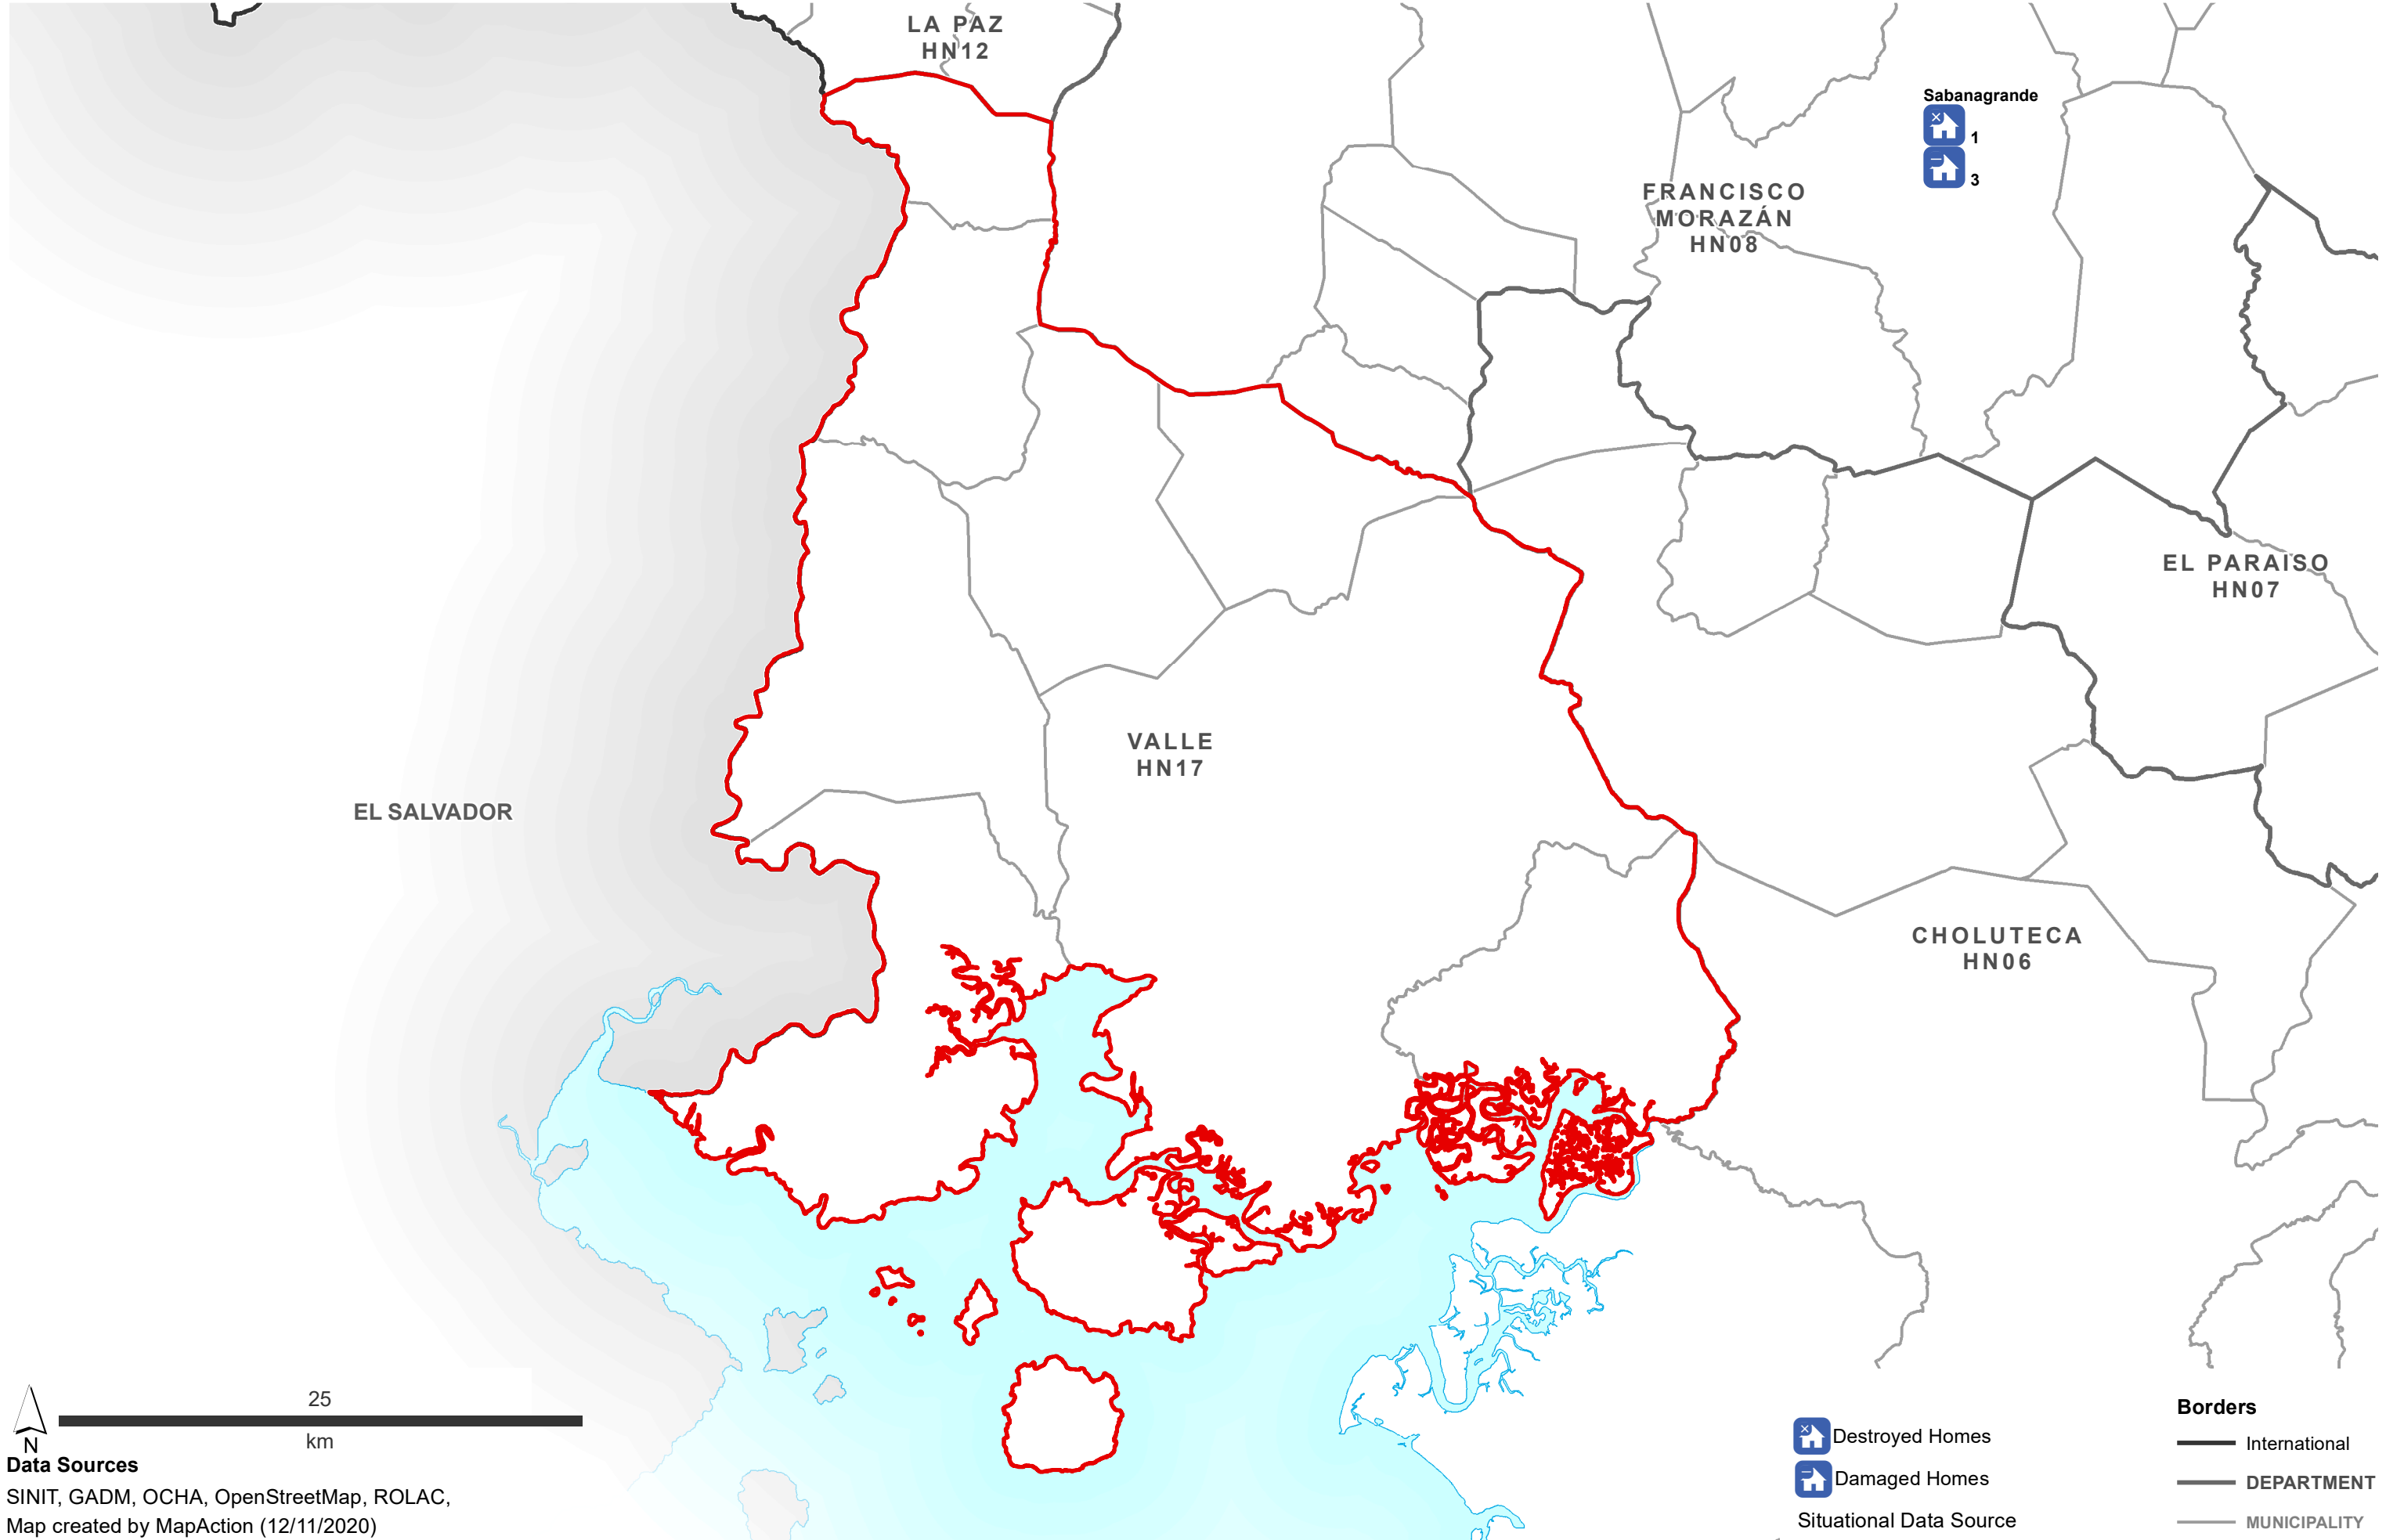 LA PAZ
HN12
Sabanagrande
1
3
FRANCISCO
MORAZÁN
HN08
EL PARAISO
HN07
VALLE
HN17
EL SALVADOR
CHOLUTECA
HN06
25
km
N
Data Sources
SINIT, GADM, OCHA, OpenStreetMap, ROLAC,
Map created by MapAction (12/11/2020)
Destroyed Homes
Damaged Homes
Situational Data Source
Borders
International
DEPARTMENT
MUNICIPALITY